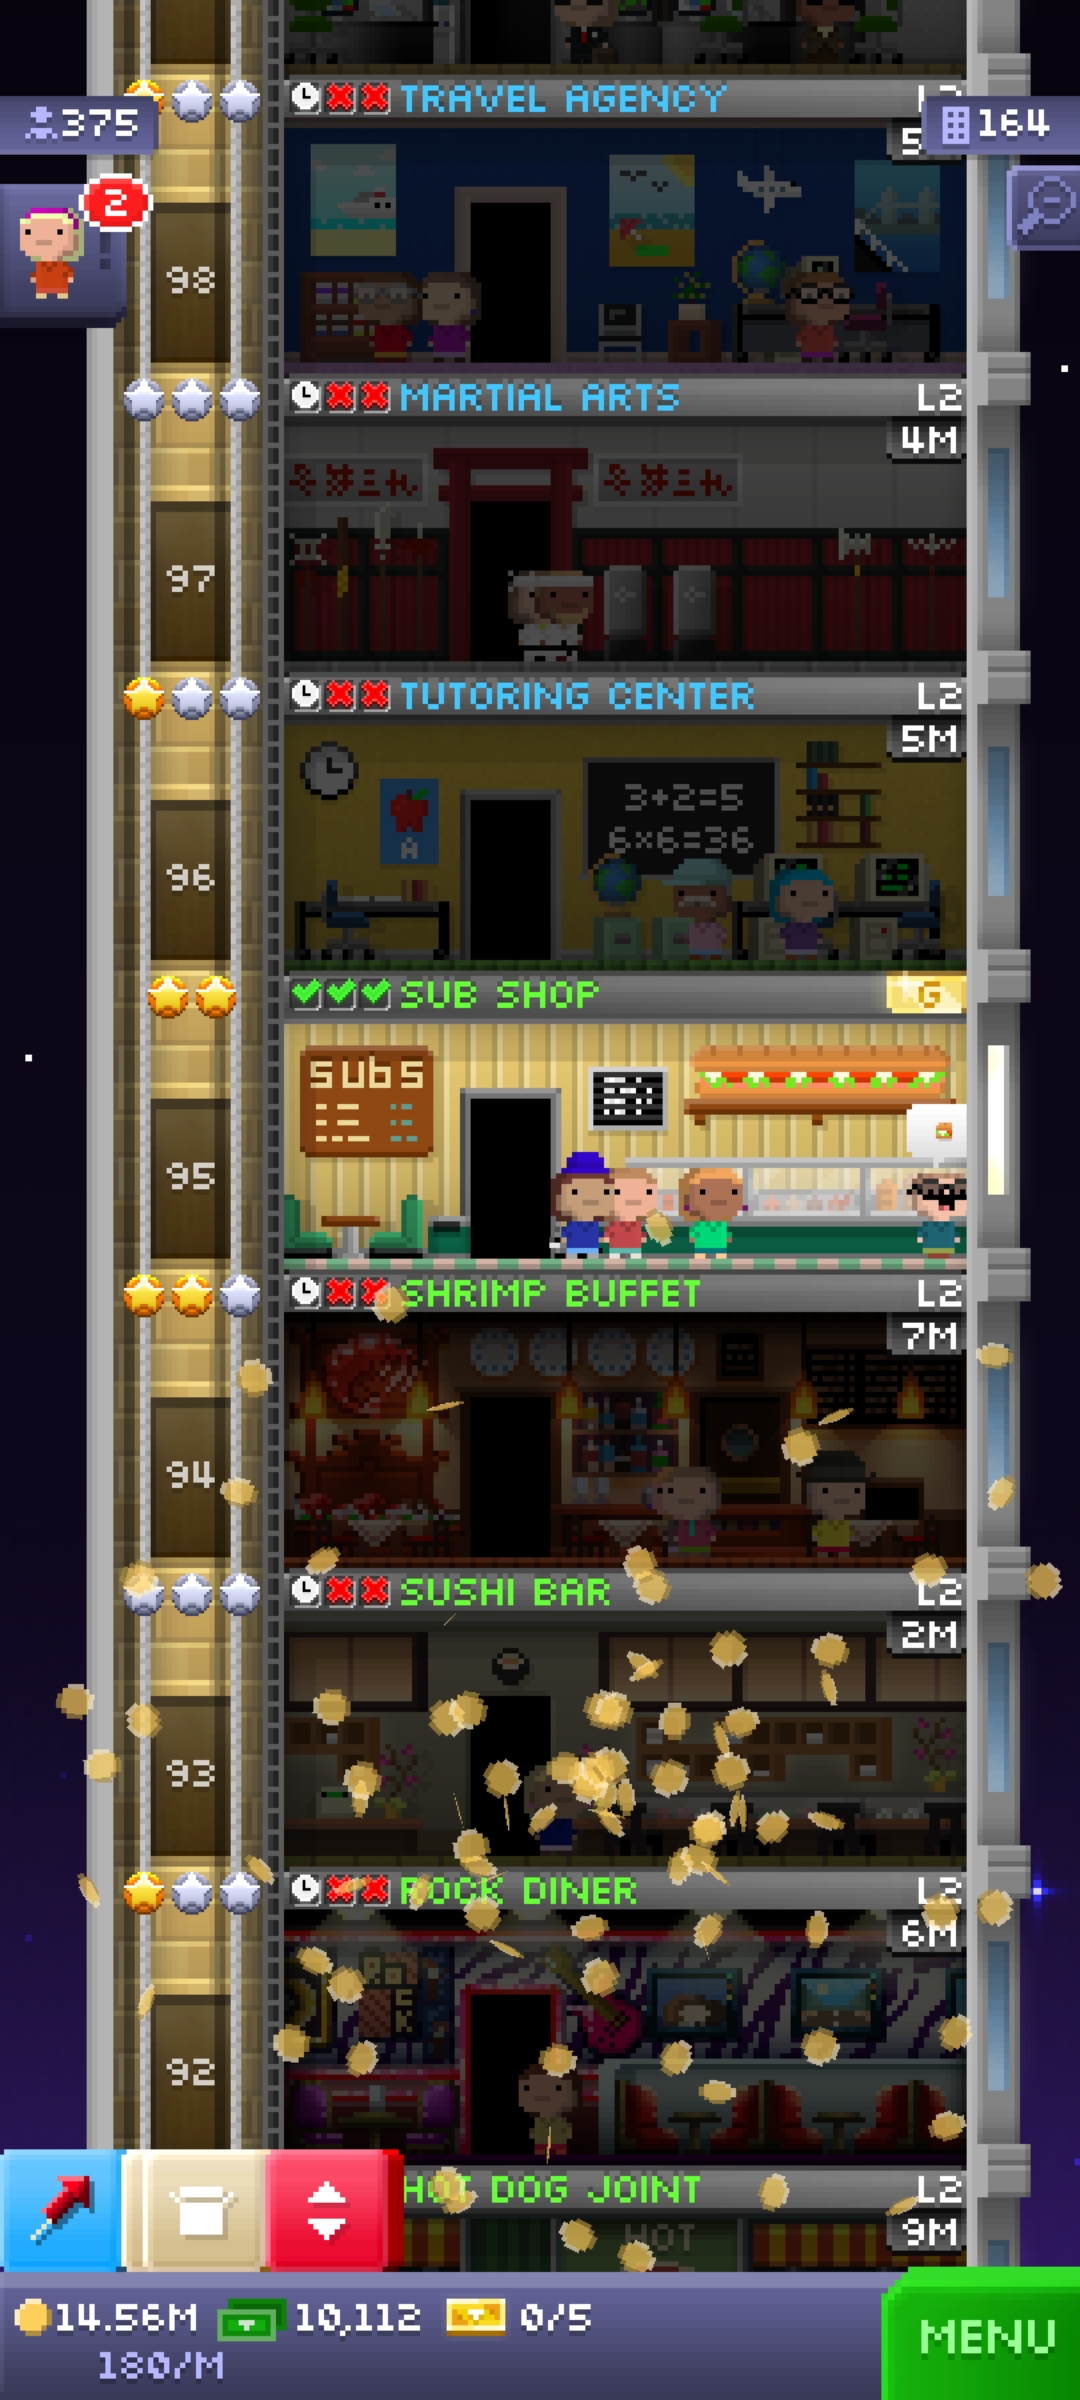 TRAVEL AGENCY
375
164
2
98
MARTIAL ARTS L2
4M
97
TUTORING CENTER L2
5M
3+2=5
6×6=36
A
96
SUB SHOP G
subs
95
SHRIMP BUFFET L2
7M
94
SUSHI BAR L2
2M
93
ROCK DINER L2
6M
92
HOT DOG JOINT L2
9M
HOT
14.56M 10,112 0/5
180/M
MENU